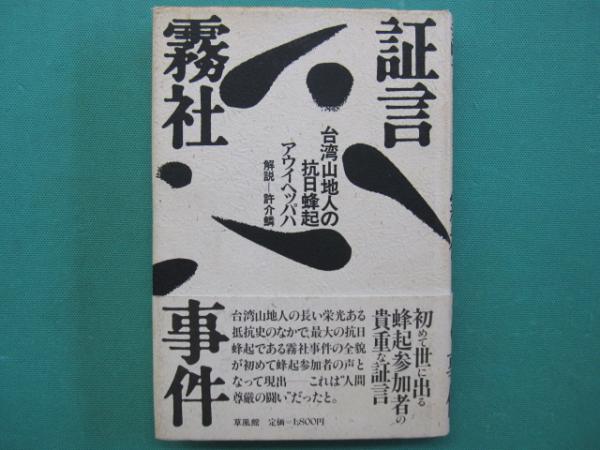 証言
霧社
事件
台湾山地人の
抗日蜂起
アウイヘッパハ
解説—許介鱗
初めて世に出る
蜂起参加者の
貴重な証言
台湾山地人の長い栄光ある
抵抗史のなかで、最大の抗日
蜂起である霧社事件の全貌
が初めて蜂起参加者の声と
なって現出——これは“人間
尊厳の闘い”だったと。
草風館 定価=1,800円